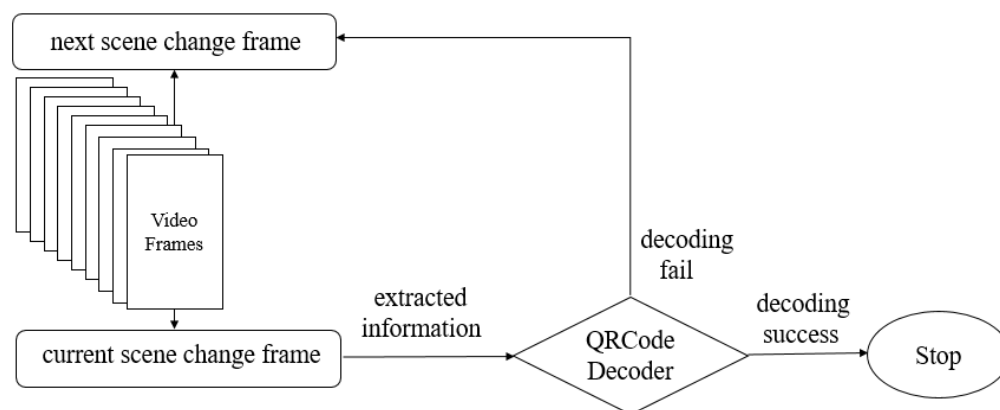 next scene change frame
Video
Frames
decoding
fail
extracted
information
decoding
success
current scene change frame
QRCode
Decoder
Stop